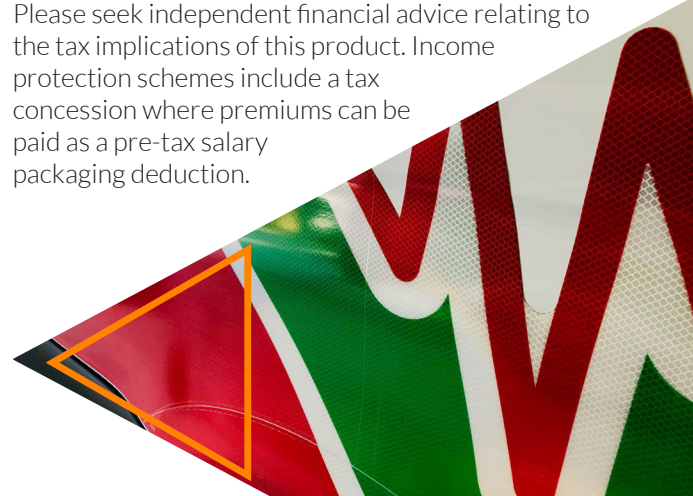 Please seek independent financial advice relating to
the tax implications of this product. Income
protection schemes include a tax
concession where premiums can be
paid as a pre-tax salary
packaging deduction.